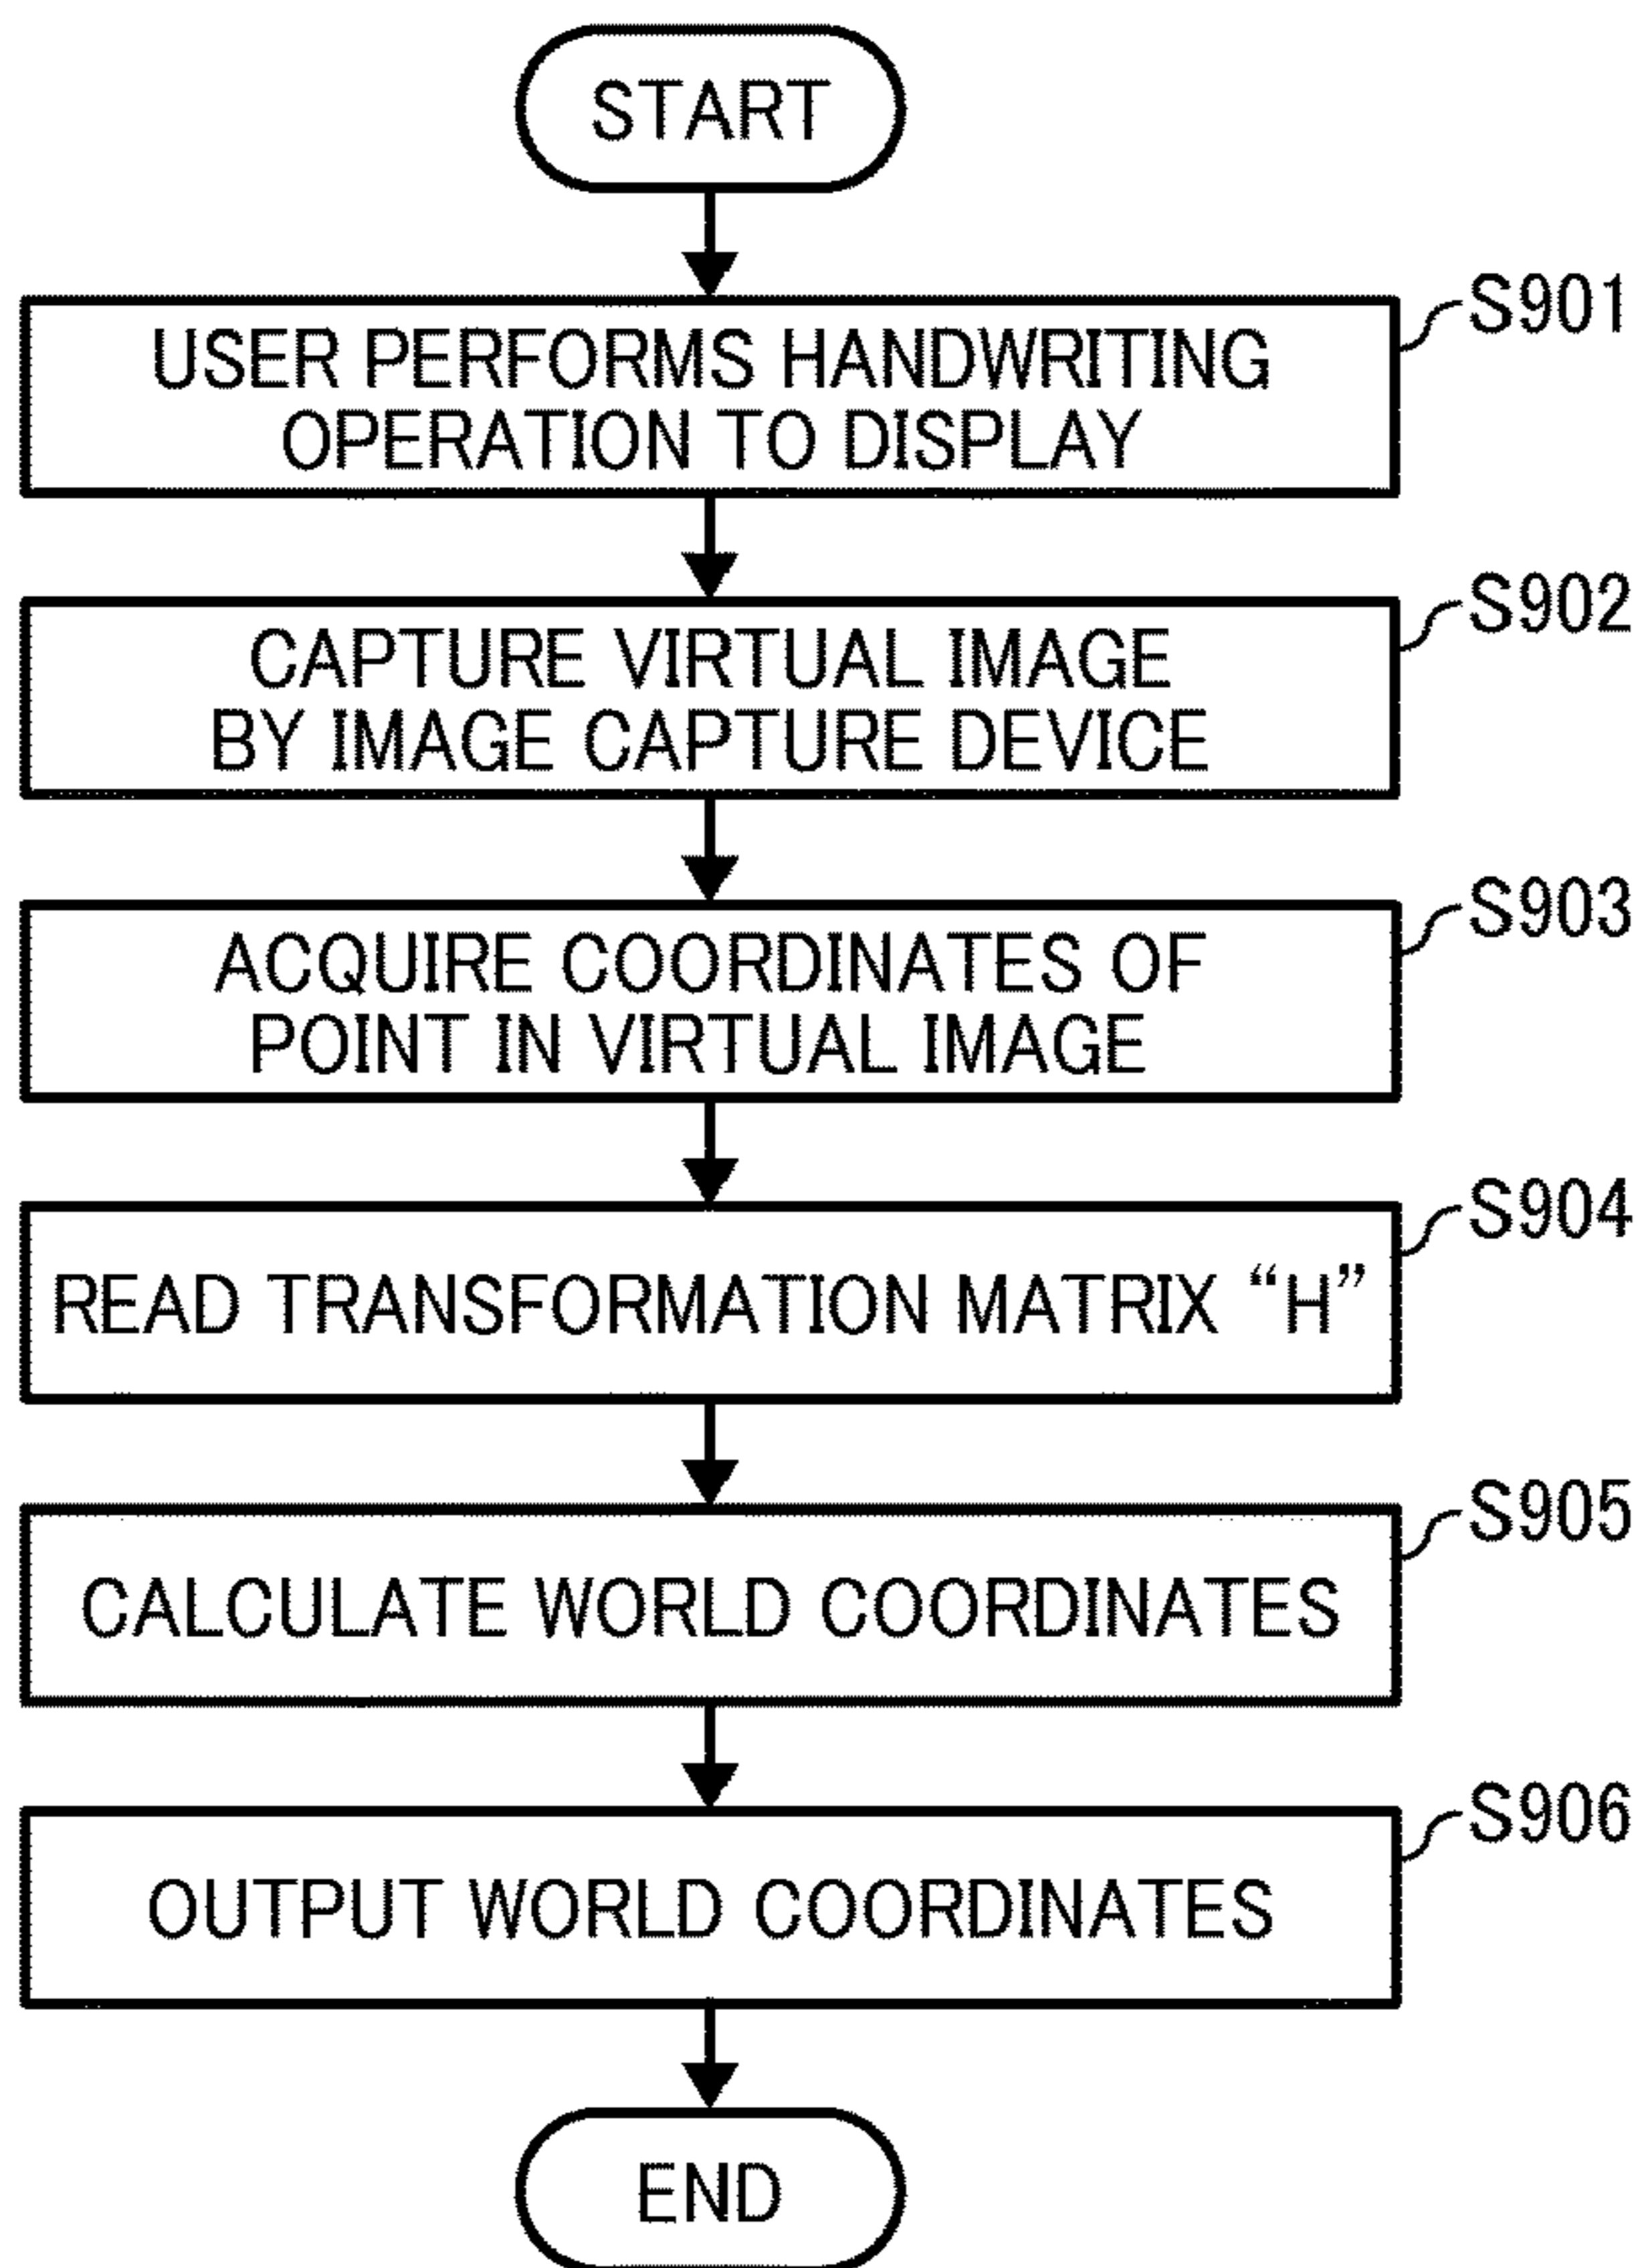 START
S901
USER PERFORMS HANDWRITING
OPERATION TO DISPLAY
S902
CAPTURE VIRTUAL IMAGE
BY IMAGE CAPTURE DEVICE
S903
ACQUIRE COORDINATES OF
POINT IN VIRTUAL IMAGE
S904
READ TRANSFORMATION MATRIX “H”
S905
CALCULATE WORLD COORDINATES
S906
OUTPUT WORLD COORDINATES
END